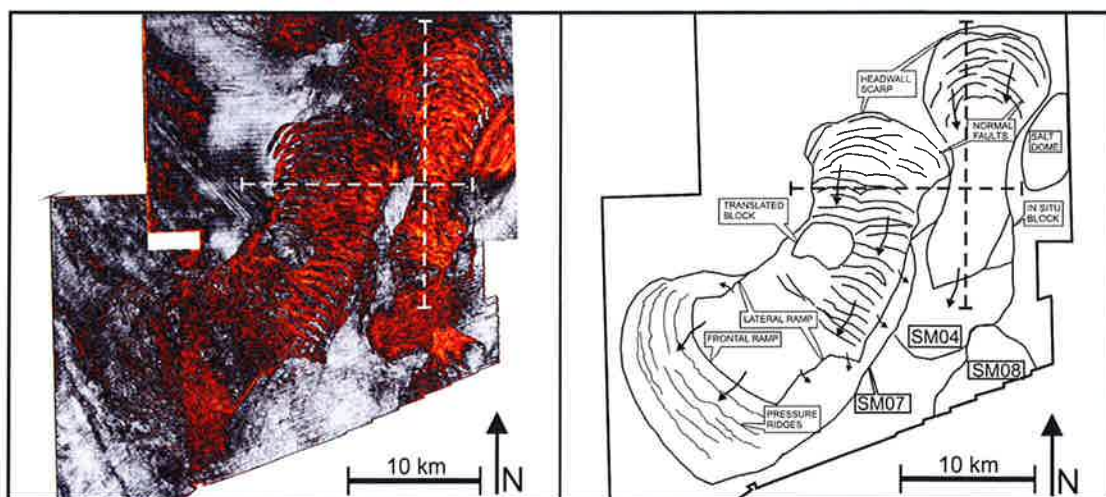 10 km
N
HEADWALL
SCARP
NORMAL
FAULTS
SALT
DOME
TRANSLATED
BLOCK
IN SITU
BLOCK
LATERAL RAMP
FRONTAL RAMP
SM04
SM08
SM07
PRESSURE
RIDGES
10 km
N